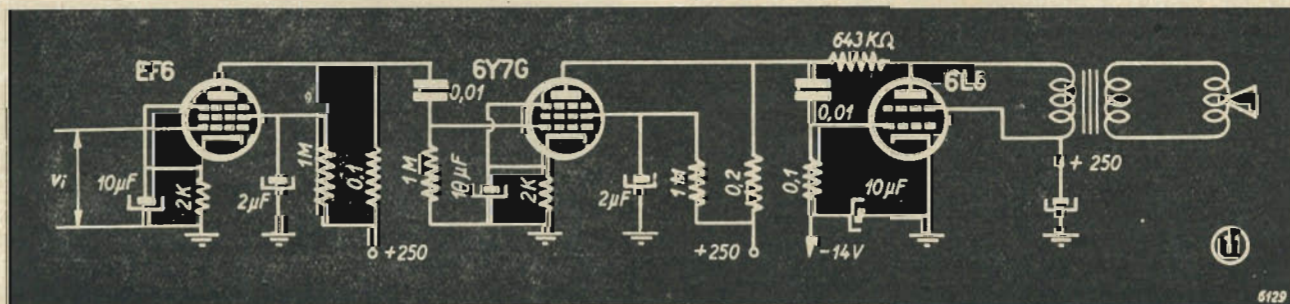 643 KΩ
EF6
6Y7G
6L6
0,01
0,01
vi
10µF
2K
2µF
1M
0.1
1M
10µF
2K
2µF
1M
0,2
0,1
10µF
+ 250
+250
+250
-14V
6129